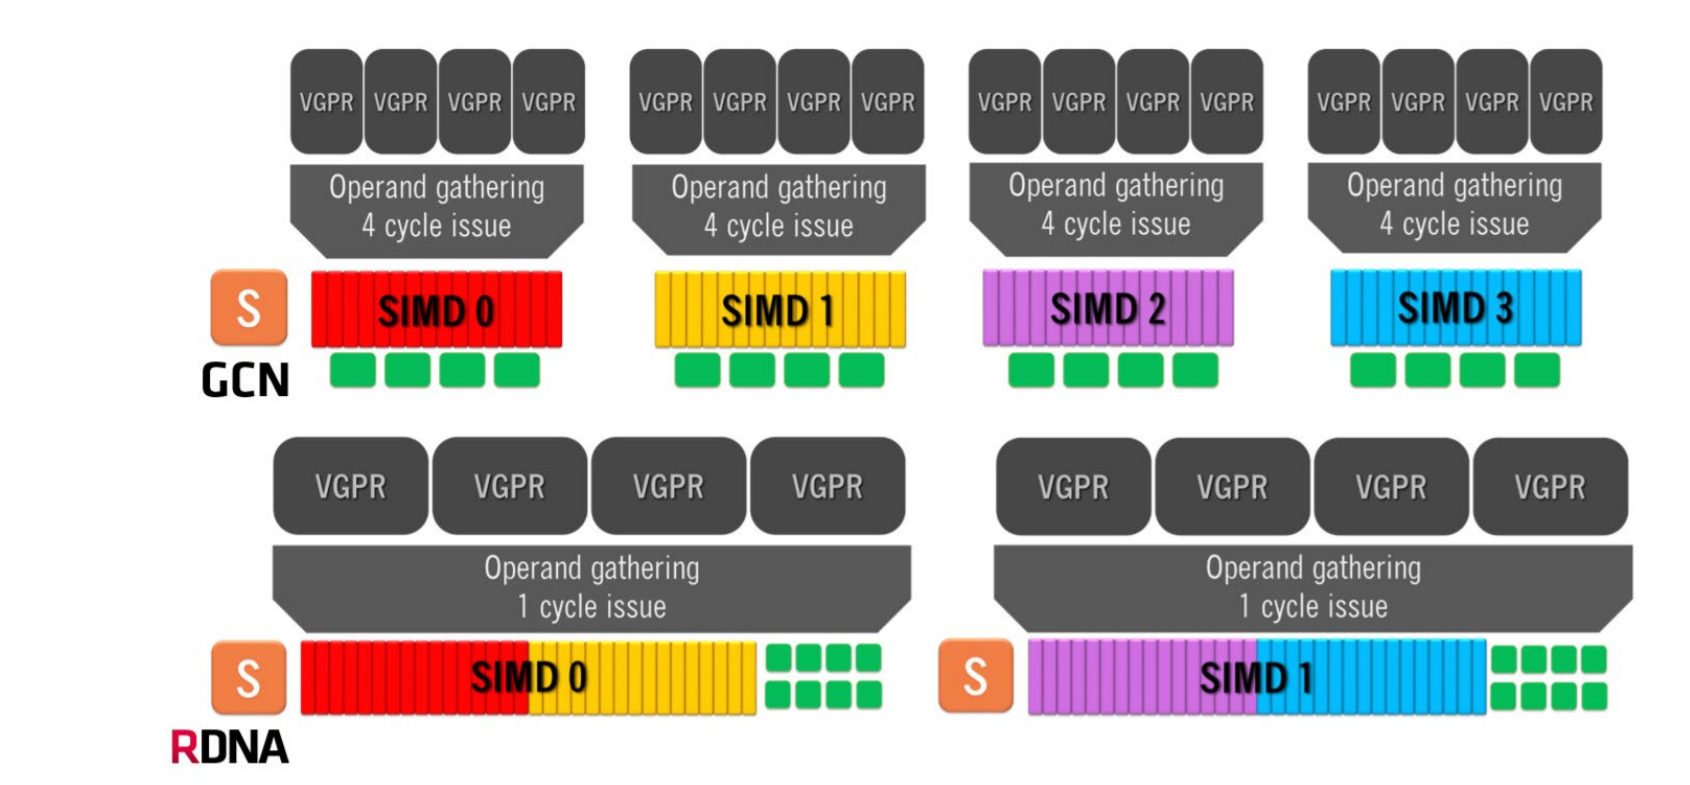 VGPR VGPR VGPR VGPR VGPR VGPR VGPR VGPR VGPR VGPR VGPR VGPR VGPR VGPR VGPR VGPR
Operand gathering
4 cycle issue
Operand gathering
4 cycle issue
Operand gathering
4 cycle issue
Operand gathering
4 cycle issue
S SIMD 0 SIMD 1 SIMD 2 SIMD 3
GCN
VGPR VGPR VGPR VGPR VGPR VGPR VGPR VGPR
Operand gathering
1 cycle issue
Operand gathering
1 cycle issue
S SIMD 0 S SIMD 1
RDNA